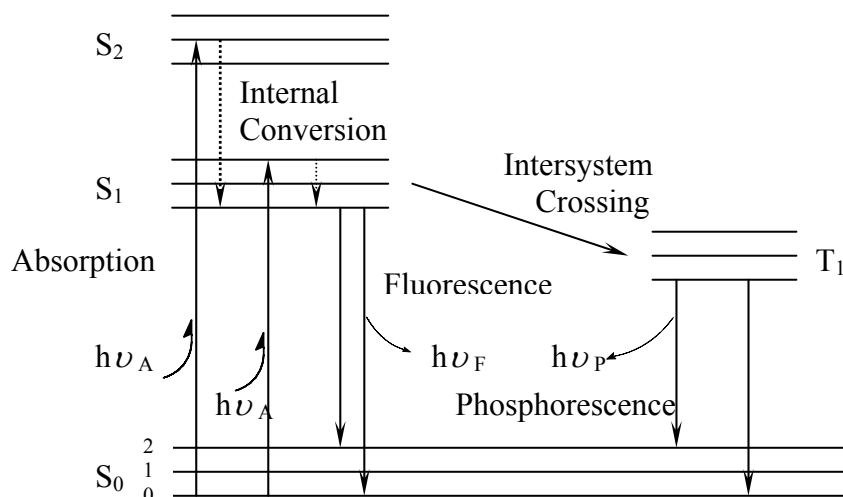 S2
Internal
Conversion
Intersystem
Crossing
S1
T1
Absorption
Fluorescence
hυA
hυA
hυF
hυP
Phosphorescence
S0
2
1
0